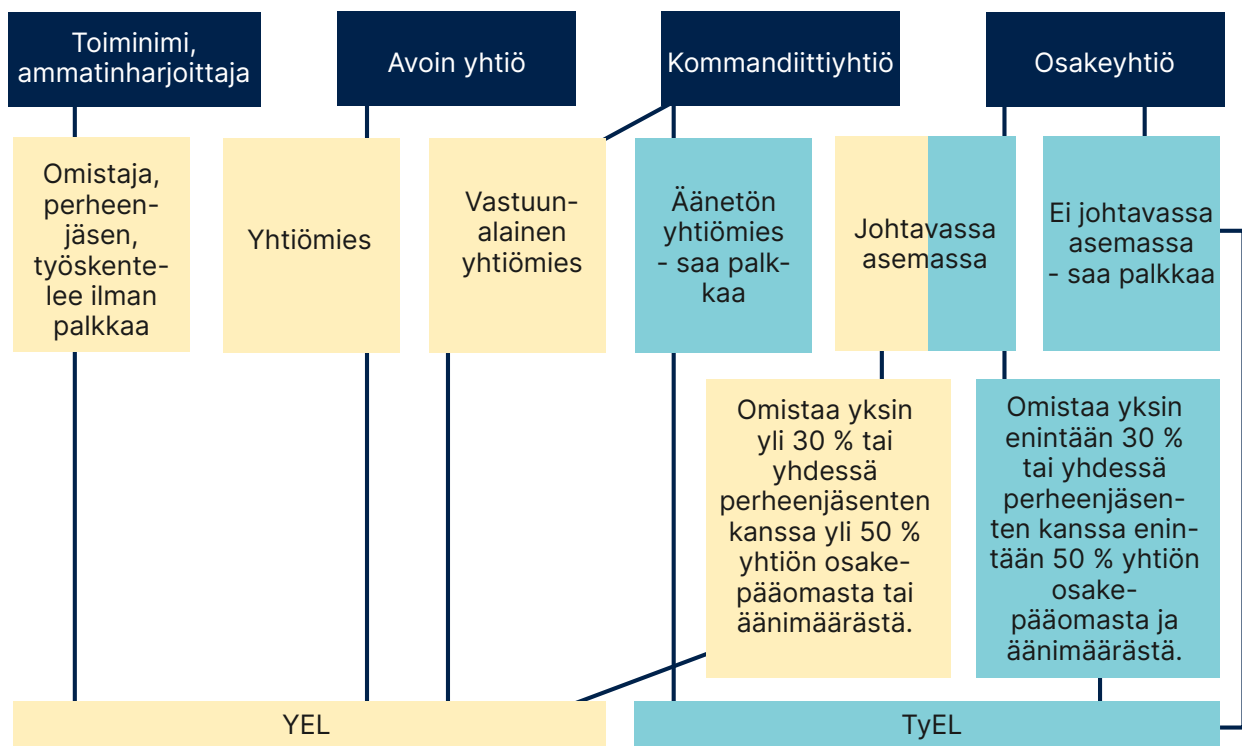 Toiminimi,
ammatinharjoittaja
Avoin yhtiö
Kommandiittiyhtiö
Osakeyhtiö
Omistaja,
perheen-
jäsen,
työskente-
lee ilman
palkkaa
Yhtiömies
Vastuun-
alainen
yhtiömies
Äänetön
yhtiömies
- saa palk-
kaa
Johtavassa
asemassa
Ei johtavassa
asemassa
- saa palkkaa
Omistaa yksin
yli 30 % tai
yhdessä
perheenjäsenten
kanssa yli 50 %
yhtiön osake-
pääomasta tai
äänimäärästä.
Omistaa yksin
enintään 30 %
tai yhdessä
perheenjäsen-
ten kanssa enin-
tään 50 % yhtiön
osake-
pääomasta ja
äänimäärästä.
YEL
TyEL